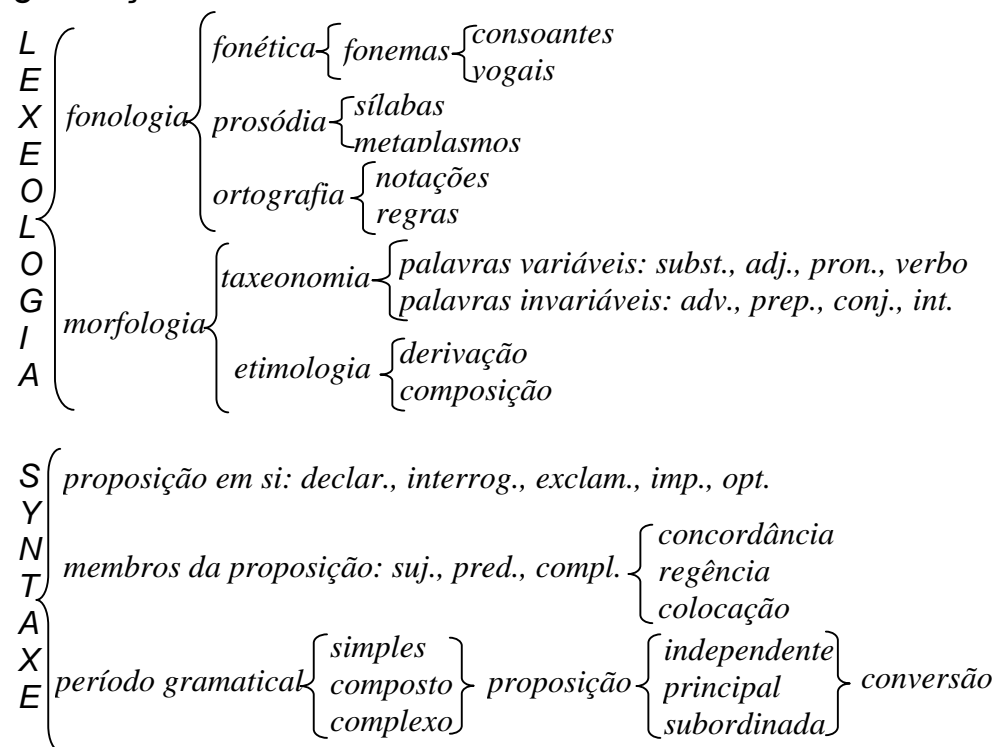 LEXEOLOGIA
fonologia
fonética
fonemas
consoantes
vogais
prosódia
sílabas
metaplasmos
ortografia
notações
regras
morfologia
taxeonomia
palavras variáveis: subst., adj., pron., verbo
palavras invariáveis: adv., prep., conj., int.
etimologia
derivação
composição
SYNTAXE
proposição em si: declar., interrog., exclam., imp., opt.
membros da proposição: suj., pred., compl.
concordância
regência
colocação
período gramatical
simples
composto
complexo
proposição
independente
principal
subordinada
conversão